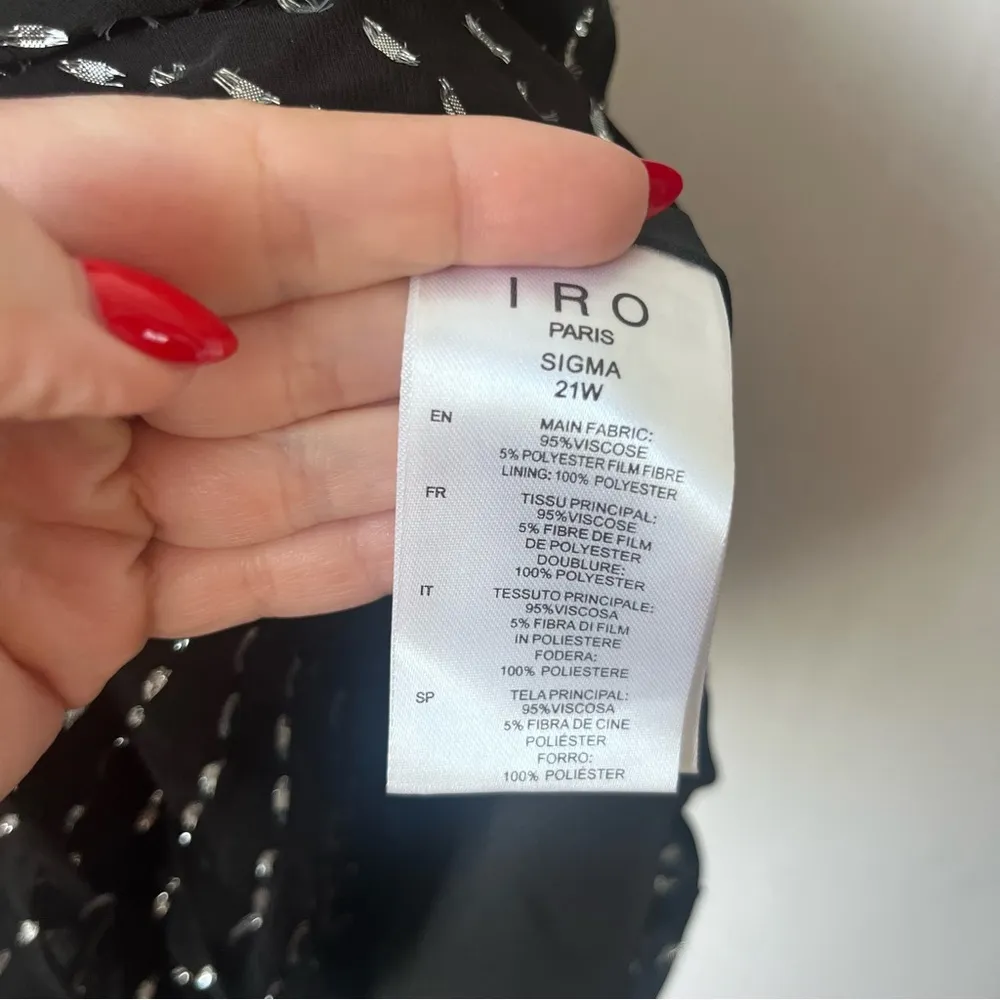 IRO
PARIS
SIGMA
21W
EN
MAIN FABRIC:
95%VISCOSE
5% POLYESTER FILM FIBRE
LINING: 100% POLYESTER
FR
TISSU PRINCIPAL:
95%VISCOSE
5% FIBRE DE FILM
DE POLYESTER
DOUBLURE:
100% POLYESTER
IT
TESSUTO PRINCIPALE:
95%VISCOSA
5% FIBRA DI FILM
IN POLIESTERE
FODERA:
100% POLIESTERE
SP
TELA PRINCIPAL:
95%VISCOSA
5% FIBRA DE CINE
POLIÉSTER
FORRO:
100% POLIÉSTER